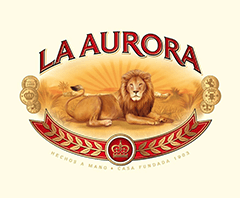 LA AURORA
HECHOS A MANO • CASA FUNDADA 1903